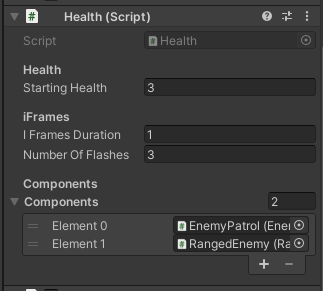 Health (Script)
Script Health
Health
Starting Health 3
iFrames
I Frames Duration 1
Number Of Flashes 3
Components
Components 2
Element 0 EnemyPatrol (Ener
Element 1 RangedEnemy (Ra